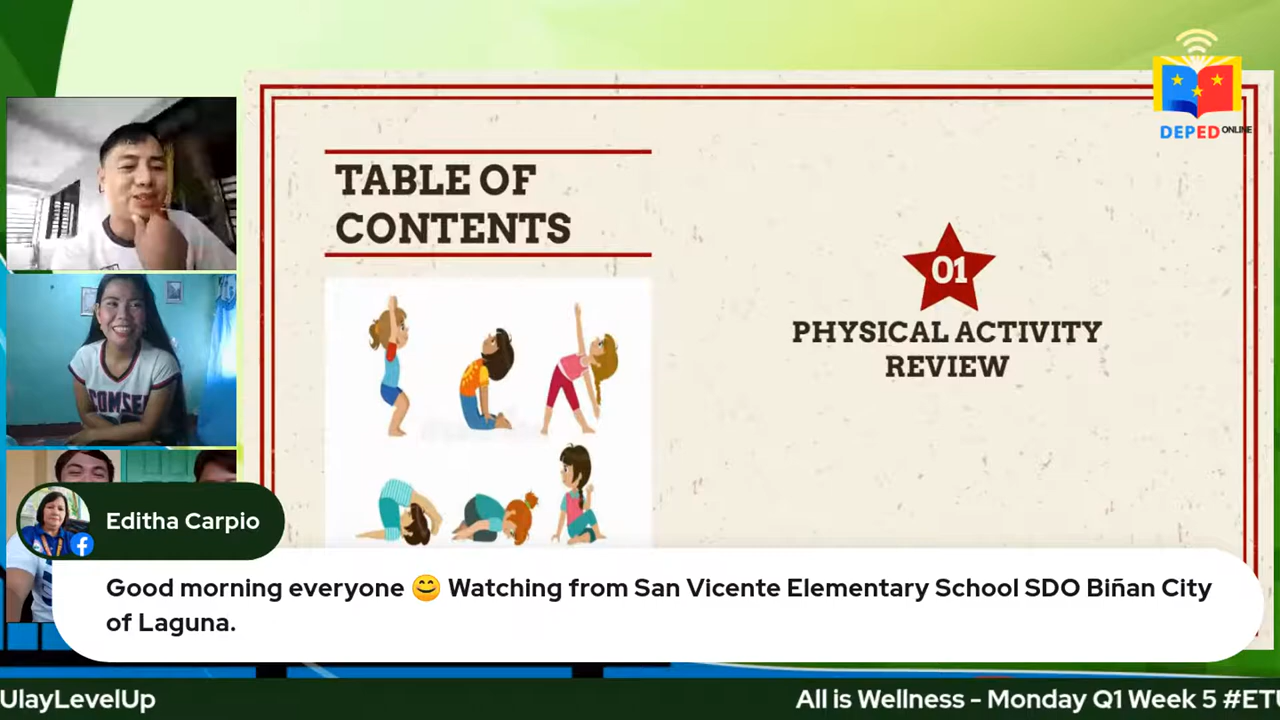 DEPED ONLINE
TABLE OF
CONTENTS
01
PHYSICAL ACTIVITY
REVIEW
Editha Carpio
Good morning everyone 😊 Watching from San Vicente Elementary School SDO Biñan City
of Laguna.
UlayLevelUp
All is Wellness - Monday Q1 Week 5 #ETU